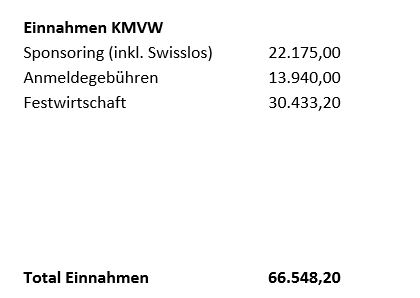 Einnahmen KMVW
Sponsoring (inkl. Swisslos) 22.175,00
Anmeldegebühren 13.940,00
Festwirtschaft 30.433,20
Total Einnahmen 66.548,20